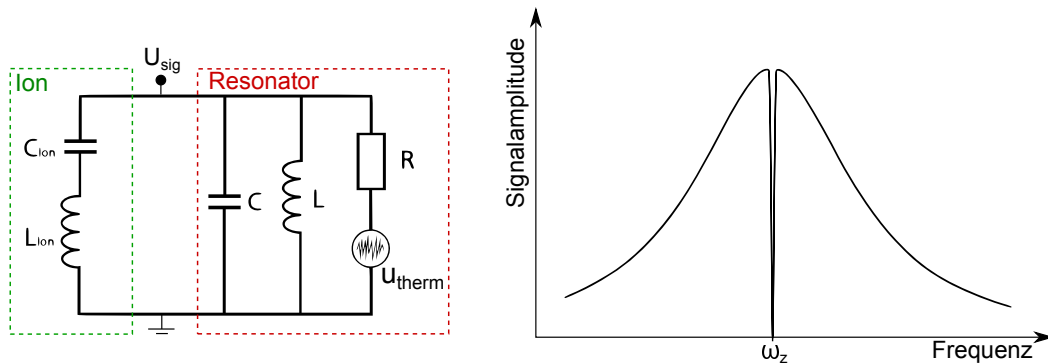 U_sig
Ion
Resonator
C_Ion
L_Ion
C
L
R
u_therm
Signalamplitude
ω_z
Frequenz